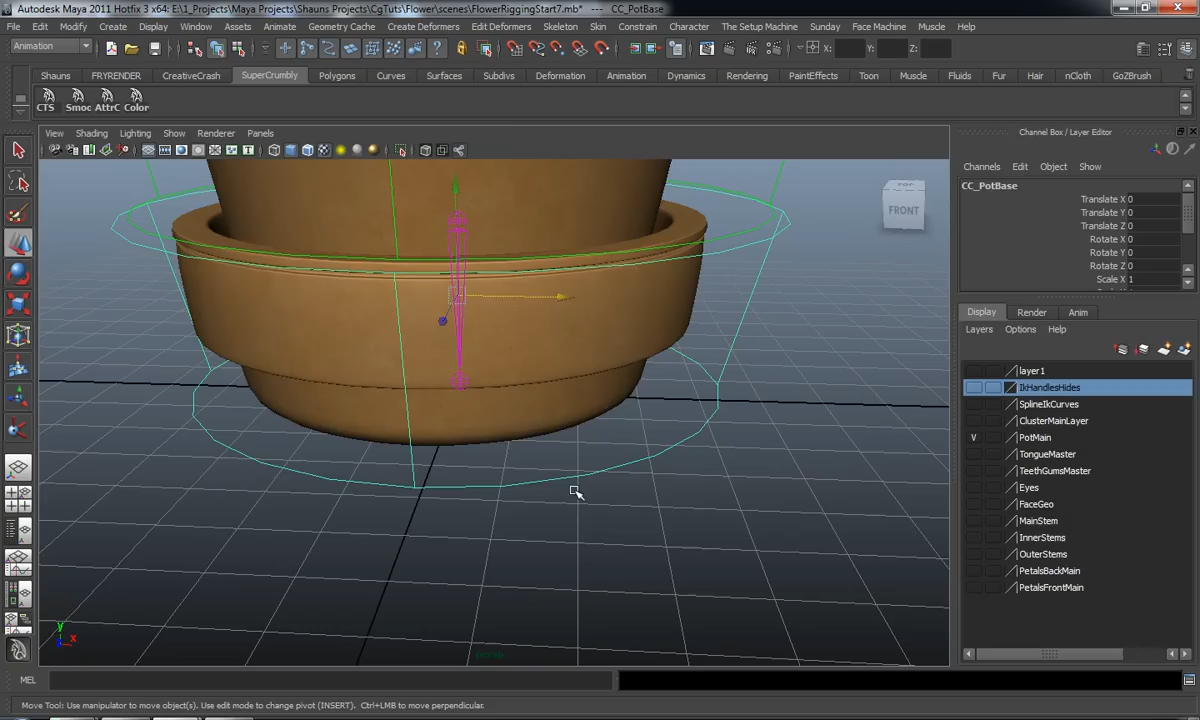 Autodesk Maya 2011 Hotfix 3 x64: E:\1_Projects\Maya Projects\Shauns Projects\CgTuts\Flower\scenes\FlowerRiggingStart7.mb* --- CC_PotBase
File Edit Modify Create Display Window Assets Animate Geometry Cache Create Deformers Edit Deformers Skeleton Skin Constrain Character The Setup Machine Sunday Face Machine Muscle Help
Animation X: Y: Z:
Shauns FRYRENDER CreativeCrash SuperCrumbly Polygons Curves Surfaces Subdivs Deformation Animation Dynamics Rendering PaintEffects Toon Muscle Fluids Fur Hair nCloth GoZBrush
CTS Smoc AttrC Color
View Shading Lighting Show Renderer Panels
Channel Box / Layer Editor
Channels Edit Object Show
CC_PotBase
Translate X 0
Translate Y 0
Translate Z 0
Rotate X 0
Rotate Y 0
Rotate Z 0
Scale X 1
TOP
FRONT
Display Render Anim
Layers Options Help
layer1
IkHandlesHides
SplineIkCurves
ClusterMainLayer
V PotMain
TongueMaster
TeethGumsMaster
Eyes
FaceGeo
MainStem
InnerStems
OuterStems
PetalsBackMain
PetalsFrontMain
y
x
persp
MEL
Move Tool: Use manipulator to move object(s). Use edit mode to change pivot (INSERT). Ctrl+LMB to move perpendicular.